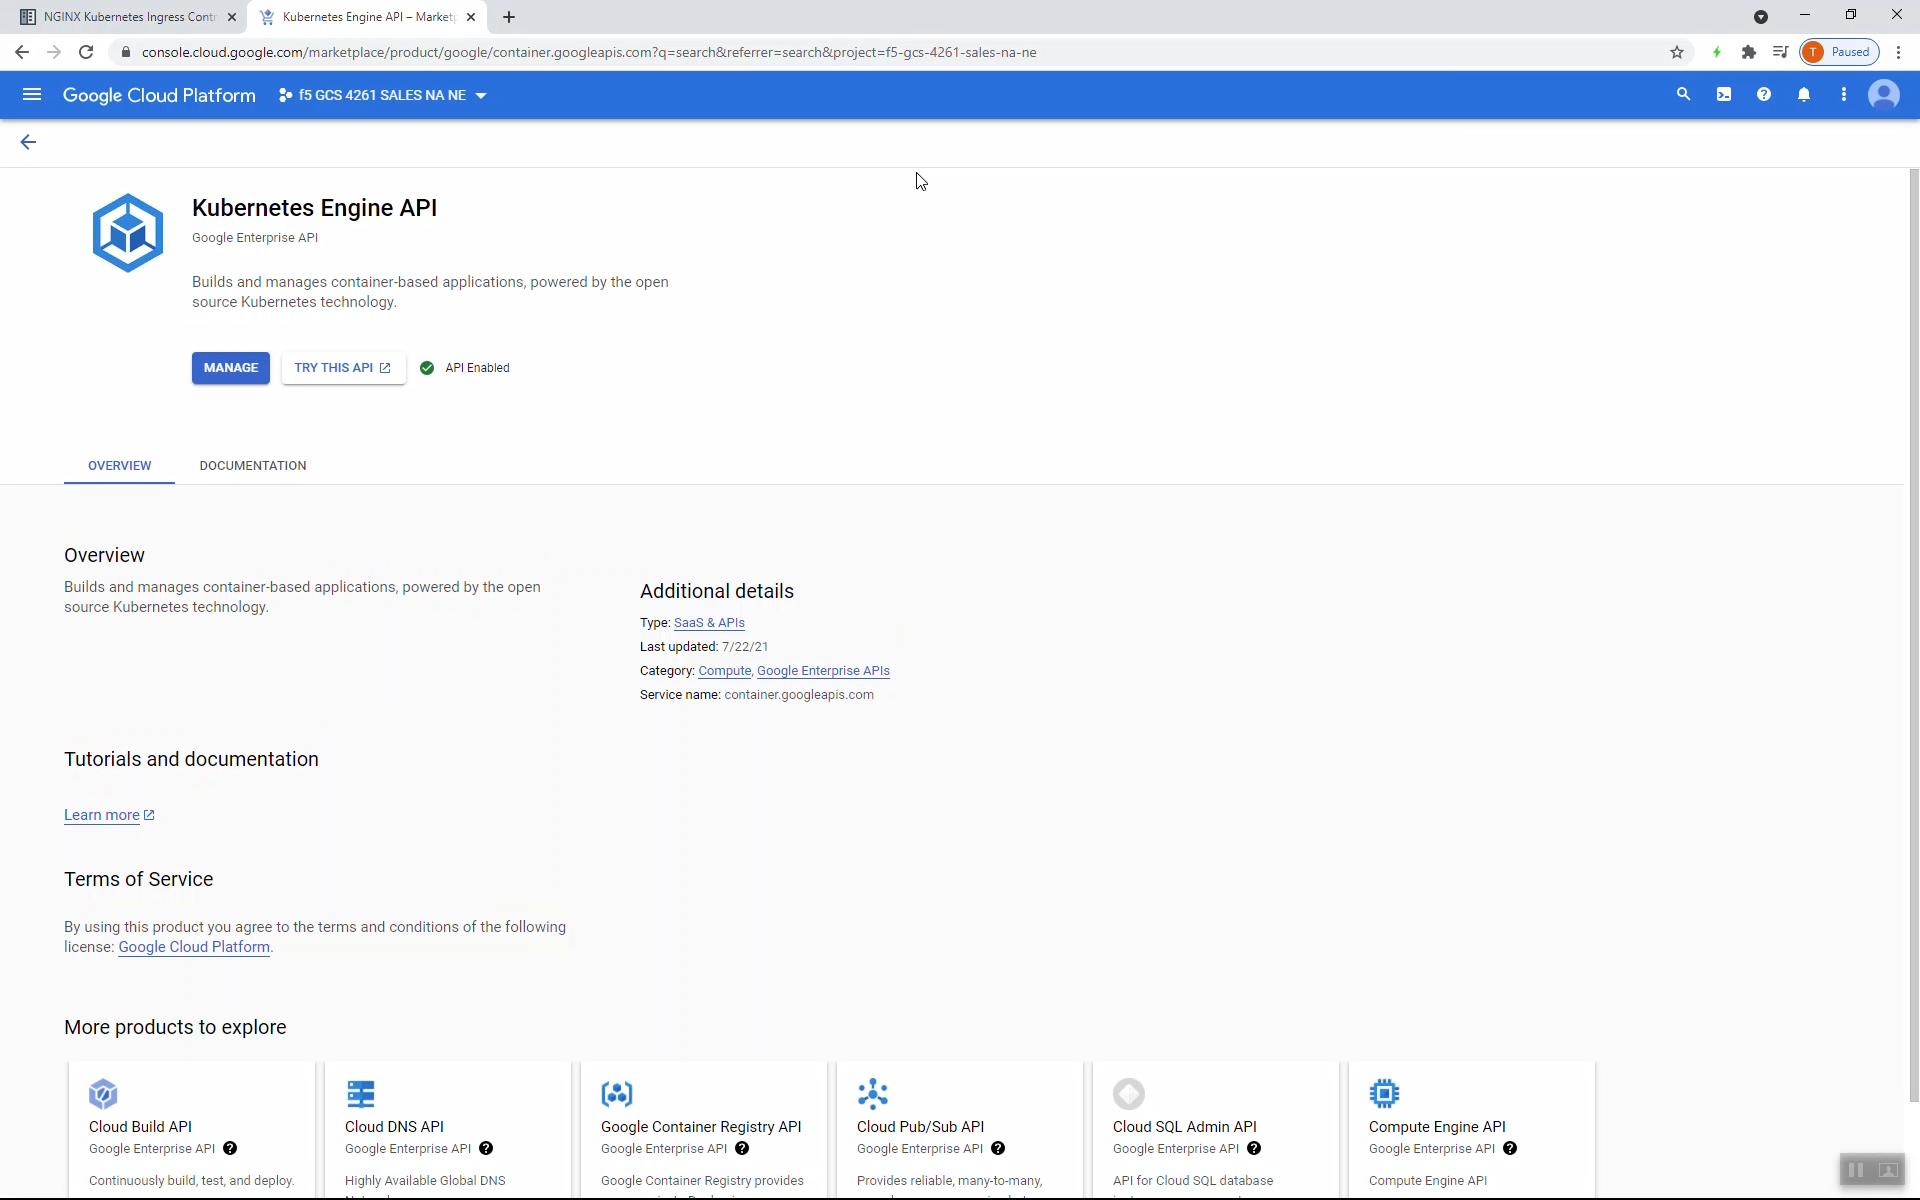 NGINX Kubernetes Ingress Contr
Kubernetes Engine API – Marketp
console.cloud.google.com/marketplace/product/google/container.googleapis.com?q=search&referrer=search&project=f5-gcs-4261-sales-na-ne
T Paused
Google Cloud Platform
f5 GCS 4261 SALES NA NE
Kubernetes Engine API
Google Enterprise API
Builds and manages container-based applications, powered by the open
source Kubernetes technology.
MANAGE
TRY THIS API
API Enabled
OVERVIEW
DOCUMENTATION
Overview
Builds and manages container-based applications, powered by the open
source Kubernetes technology.
Additional details
Type: SaaS & APIs
Last updated: 7/22/21
Category: Compute, Google Enterprise APIs
Service name: container.googleapis.com
Tutorials and documentation
Learn more
Terms of Service
By using this product you agree to the terms and conditions of the following
license: Google Cloud Platform.
More products to explore
Cloud Build API
Google Enterprise API
Continuously build, test, and deploy.
Cloud DNS API
Google Enterprise API
Highly Available Global DNS
Google Container Registry API
Google Enterprise API
Google Container Registry provides
Cloud Pub/Sub API
Google Enterprise API
Provides reliable, many-to-many,
Cloud SQL Admin API
Google Enterprise API
API for Cloud SQL database
Compute Engine API
Google Enterprise API
Compute Engine API